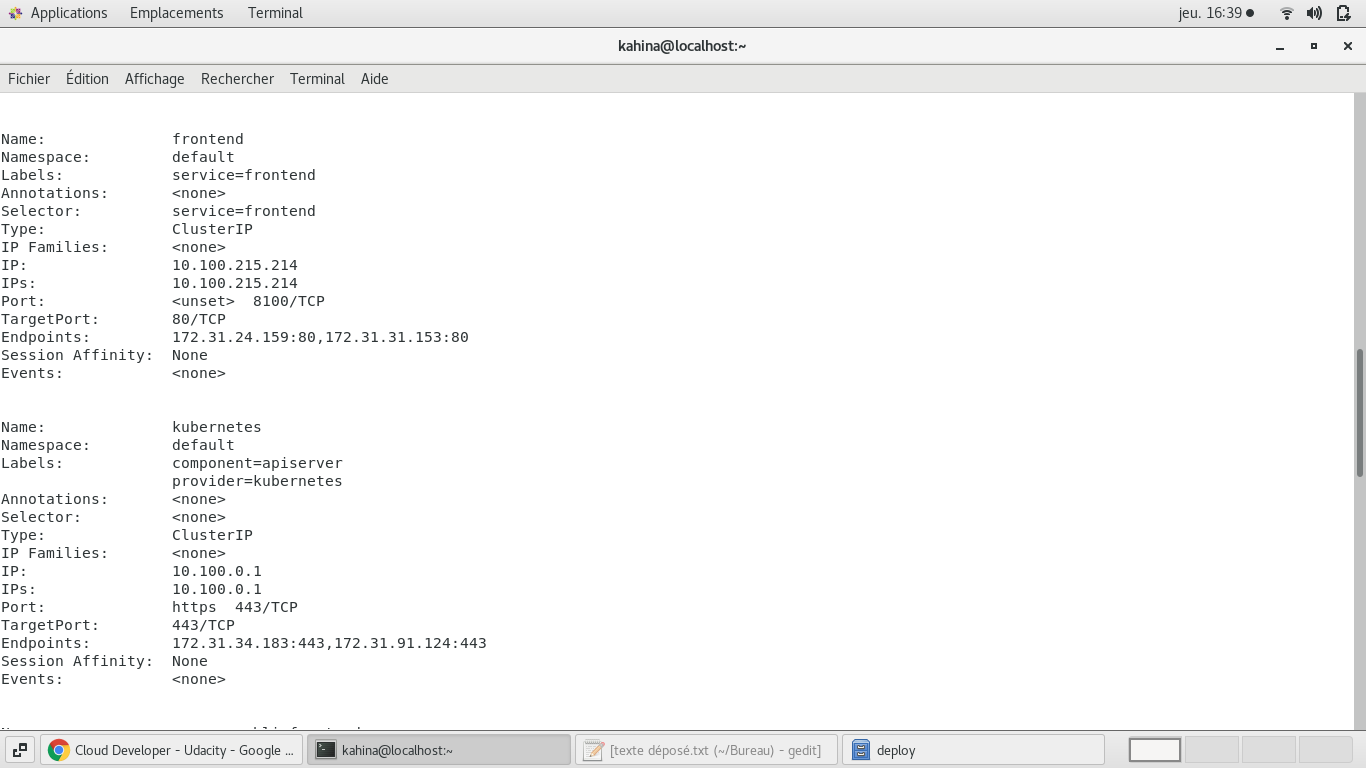 Applications Emplacements Terminal jeu. 16:39
kahina@localhost:~
Fichier Édition Affichage Rechercher Terminal Aide
Name: frontend
Namespace: default
Labels: service=frontend
Annotations: <none>
Selector: service=frontend
Type: ClusterIP
IP Families: <none>
IP: 10.100.215.214
IPs: 10.100.215.214
Port: <unset> 8100/TCP
TargetPort: 80/TCP
Endpoints: 172.31.24.159:80,172.31.31.153:80
Session Affinity: None
Events: <none>
Name: kubernetes
Namespace: default
Labels: component=apiserver
provider=kubernetes
Annotations: <none>
Selector: <none>
Type: ClusterIP
IP Families: <none>
IP: 10.100.0.1
IPs: 10.100.0.1
Port: https 443/TCP
TargetPort: 443/TCP
Endpoints: 172.31.34.183:443,172.31.91.124:443
Session Affinity: None
Events: <none>
Cloud Developer - Udacity - Google ... kahina@localhost:~ [texte déposé.txt (~/Bureau) - gedit] deploy